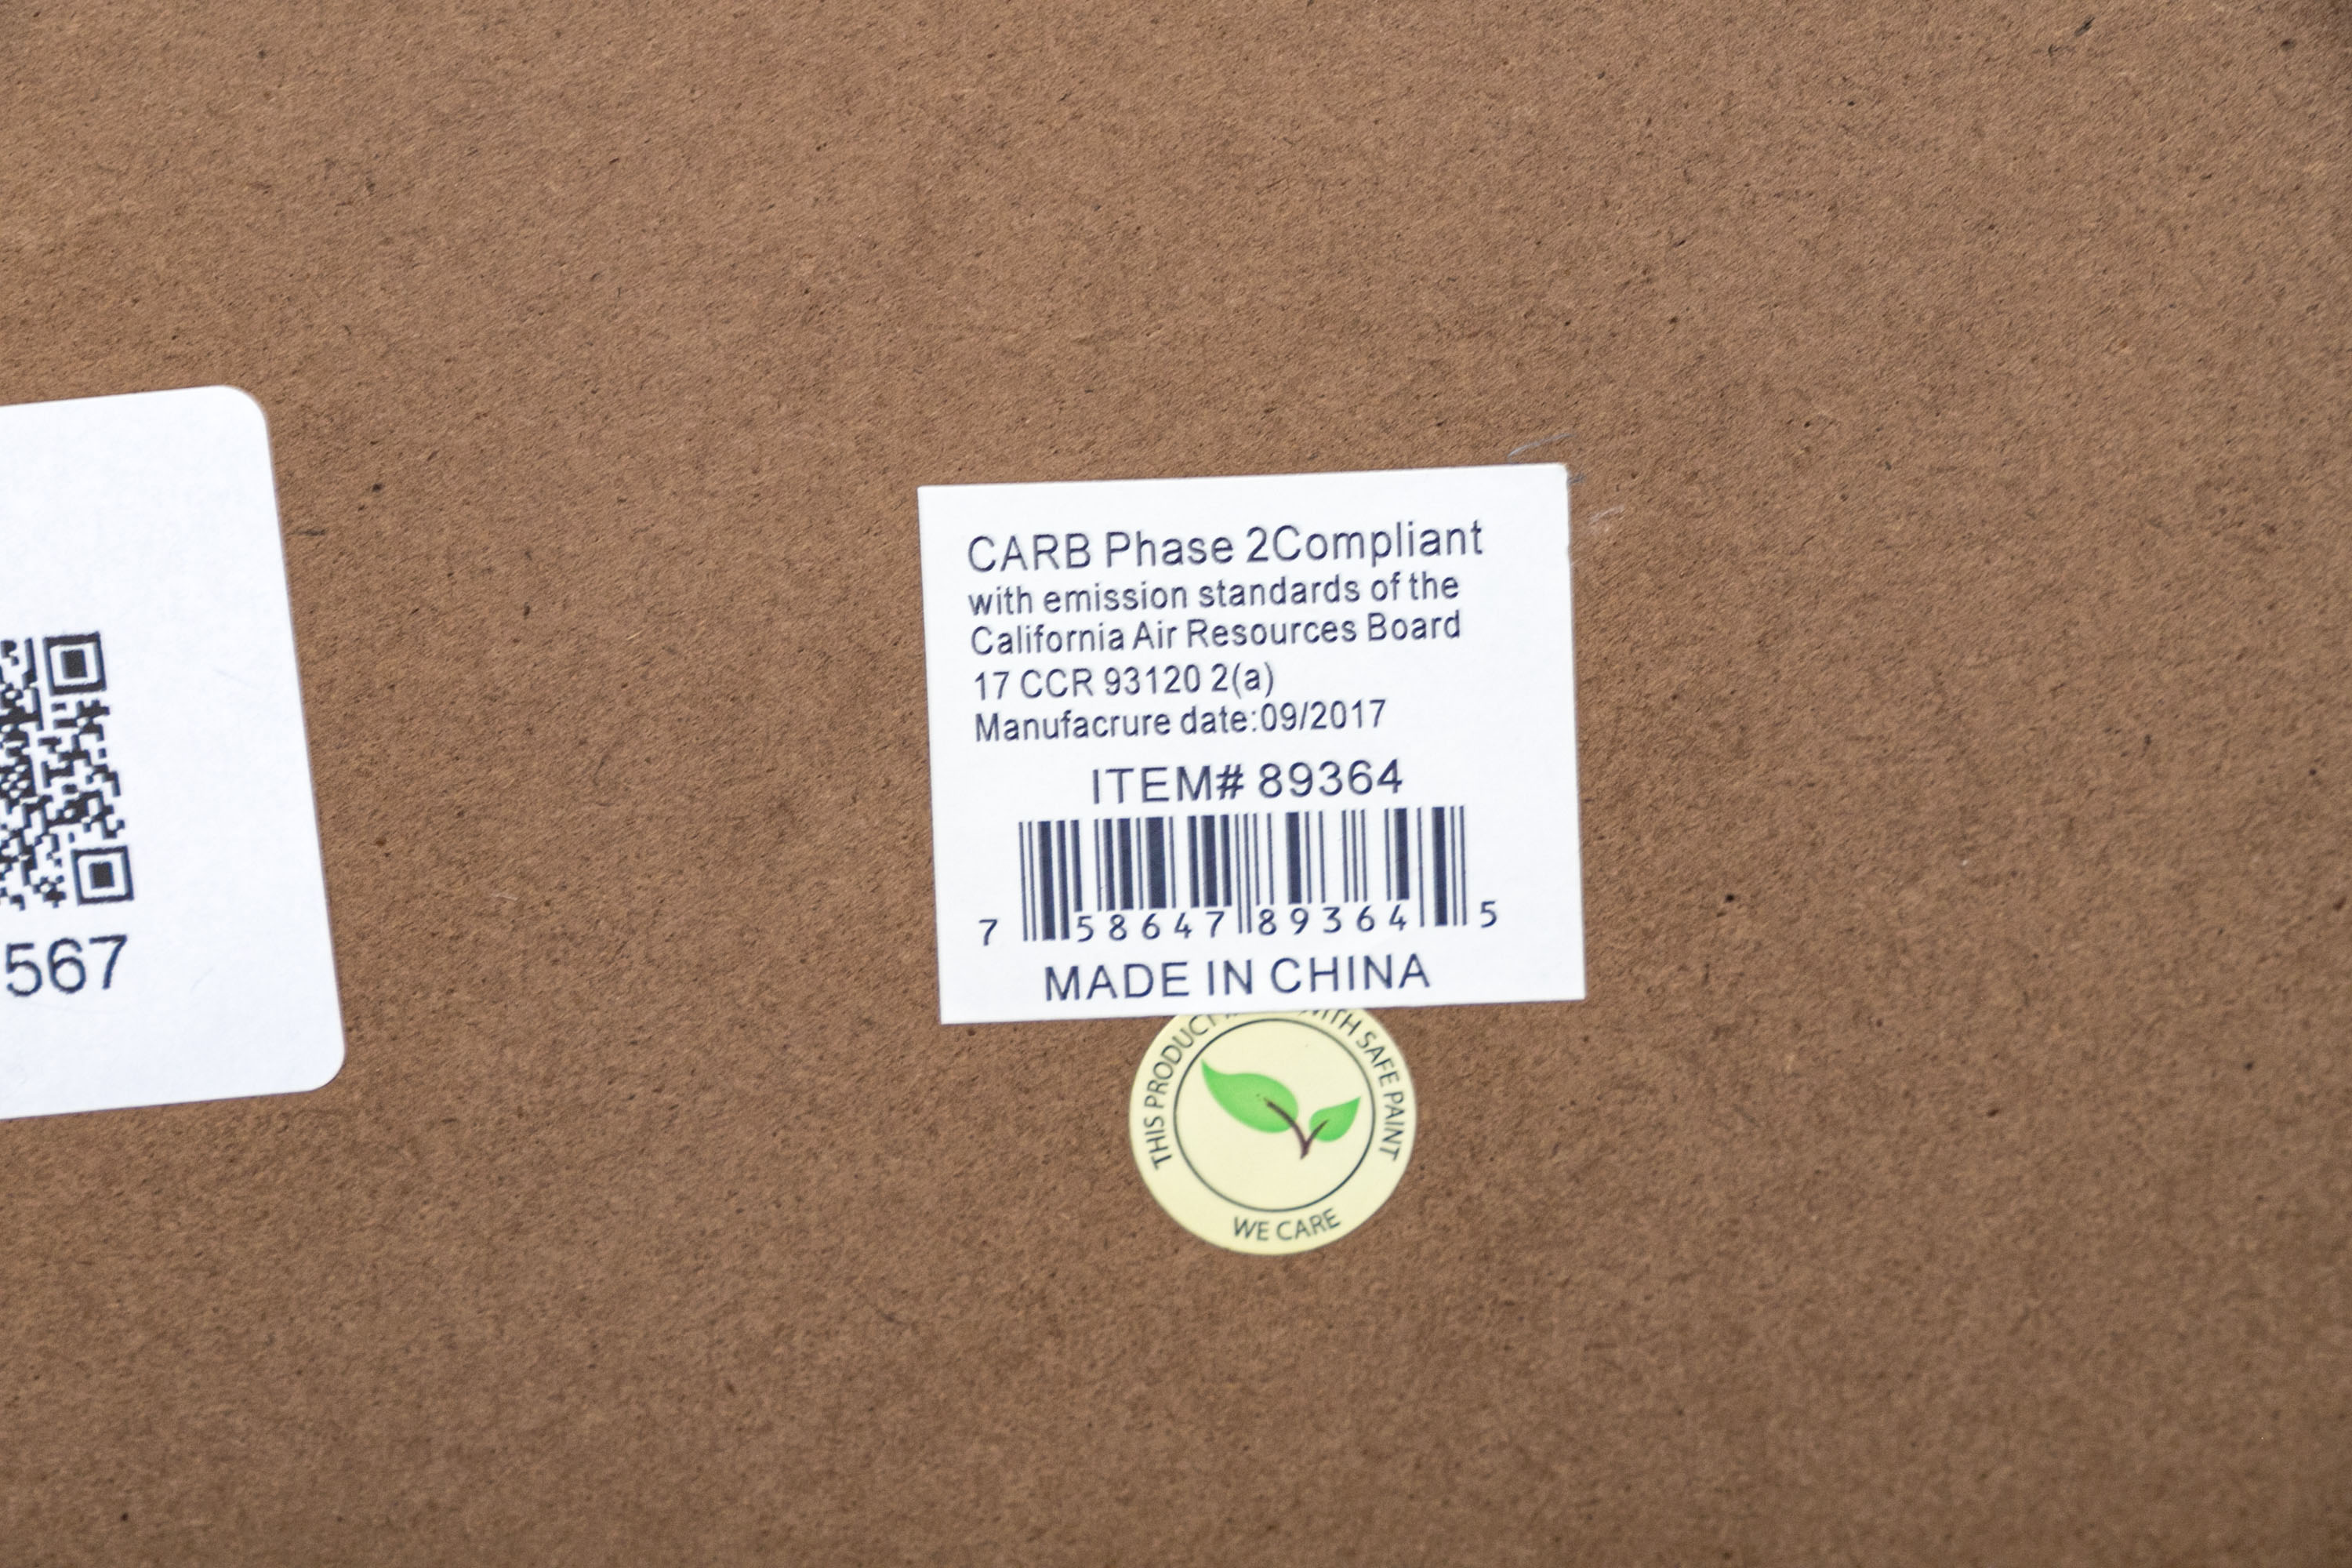 CARB Phase 2Compliant
with emission standards of the
California Air Resources Board
17 CCR 93120 2(a)
Manufacrure date:09/2017
ITEM# 89364
7 58647 89364 5
MADE IN CHINA
567
THIS PRODUCT WITH SAFE PAINT
WE CARE